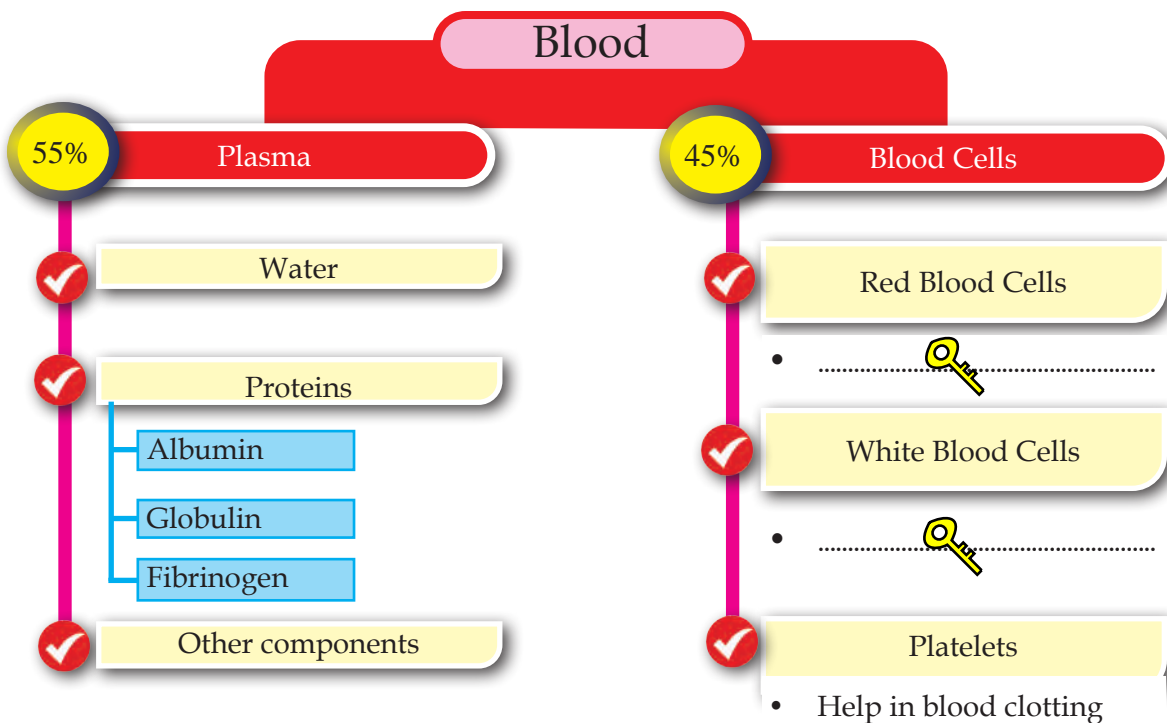 Blood
55%
Plasma
Water
Proteins
Albumin
Globulin
Fibrinogen
Other components
45%
Blood Cells
Red Blood Cells
• ..........................................................
White Blood Cells
• ..........................................................
Platelets
• Help in blood clotting